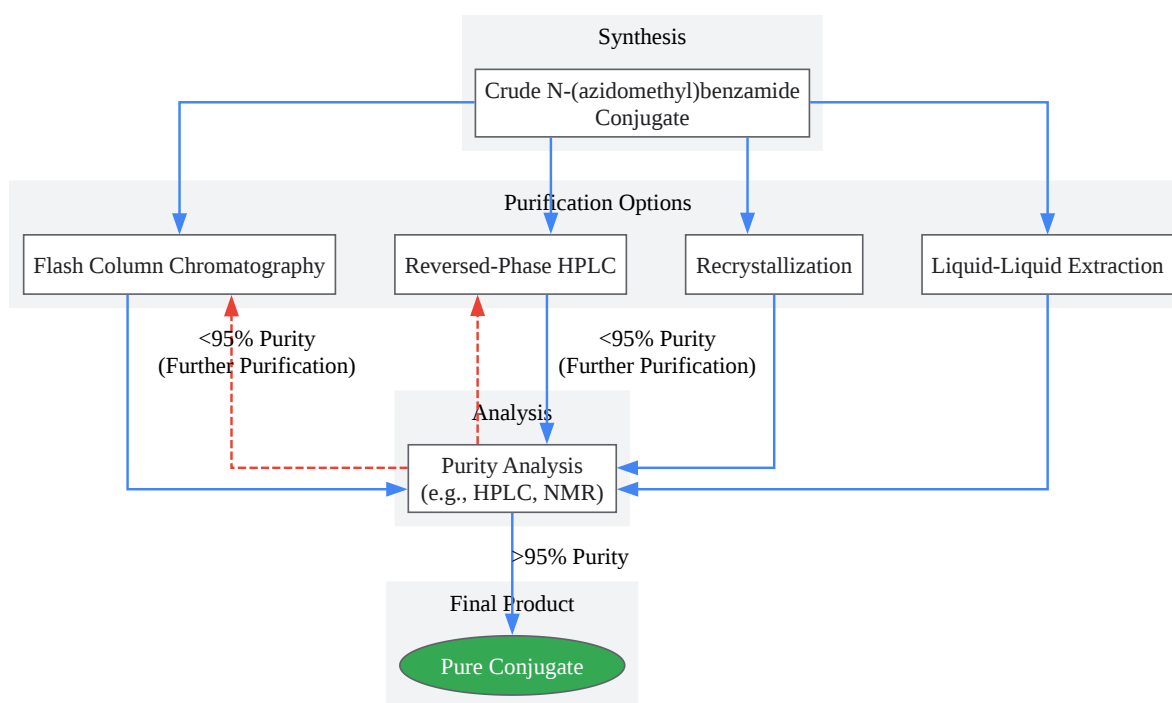 Synthesis
Crude N-(azidomethyl)benzamide
Conjugate
Purification Options
Flash Column Chromatography
Reversed-Phase HPLC
Recrystallization
Liquid-Liquid Extraction
<95% Purity
(Further Purification)
<95% Purity
(Further Purification)
Analysis
Purity Analysis
(e.g., HPLC, NMR)
>95% Purity
Final Product
Pure Conjugate